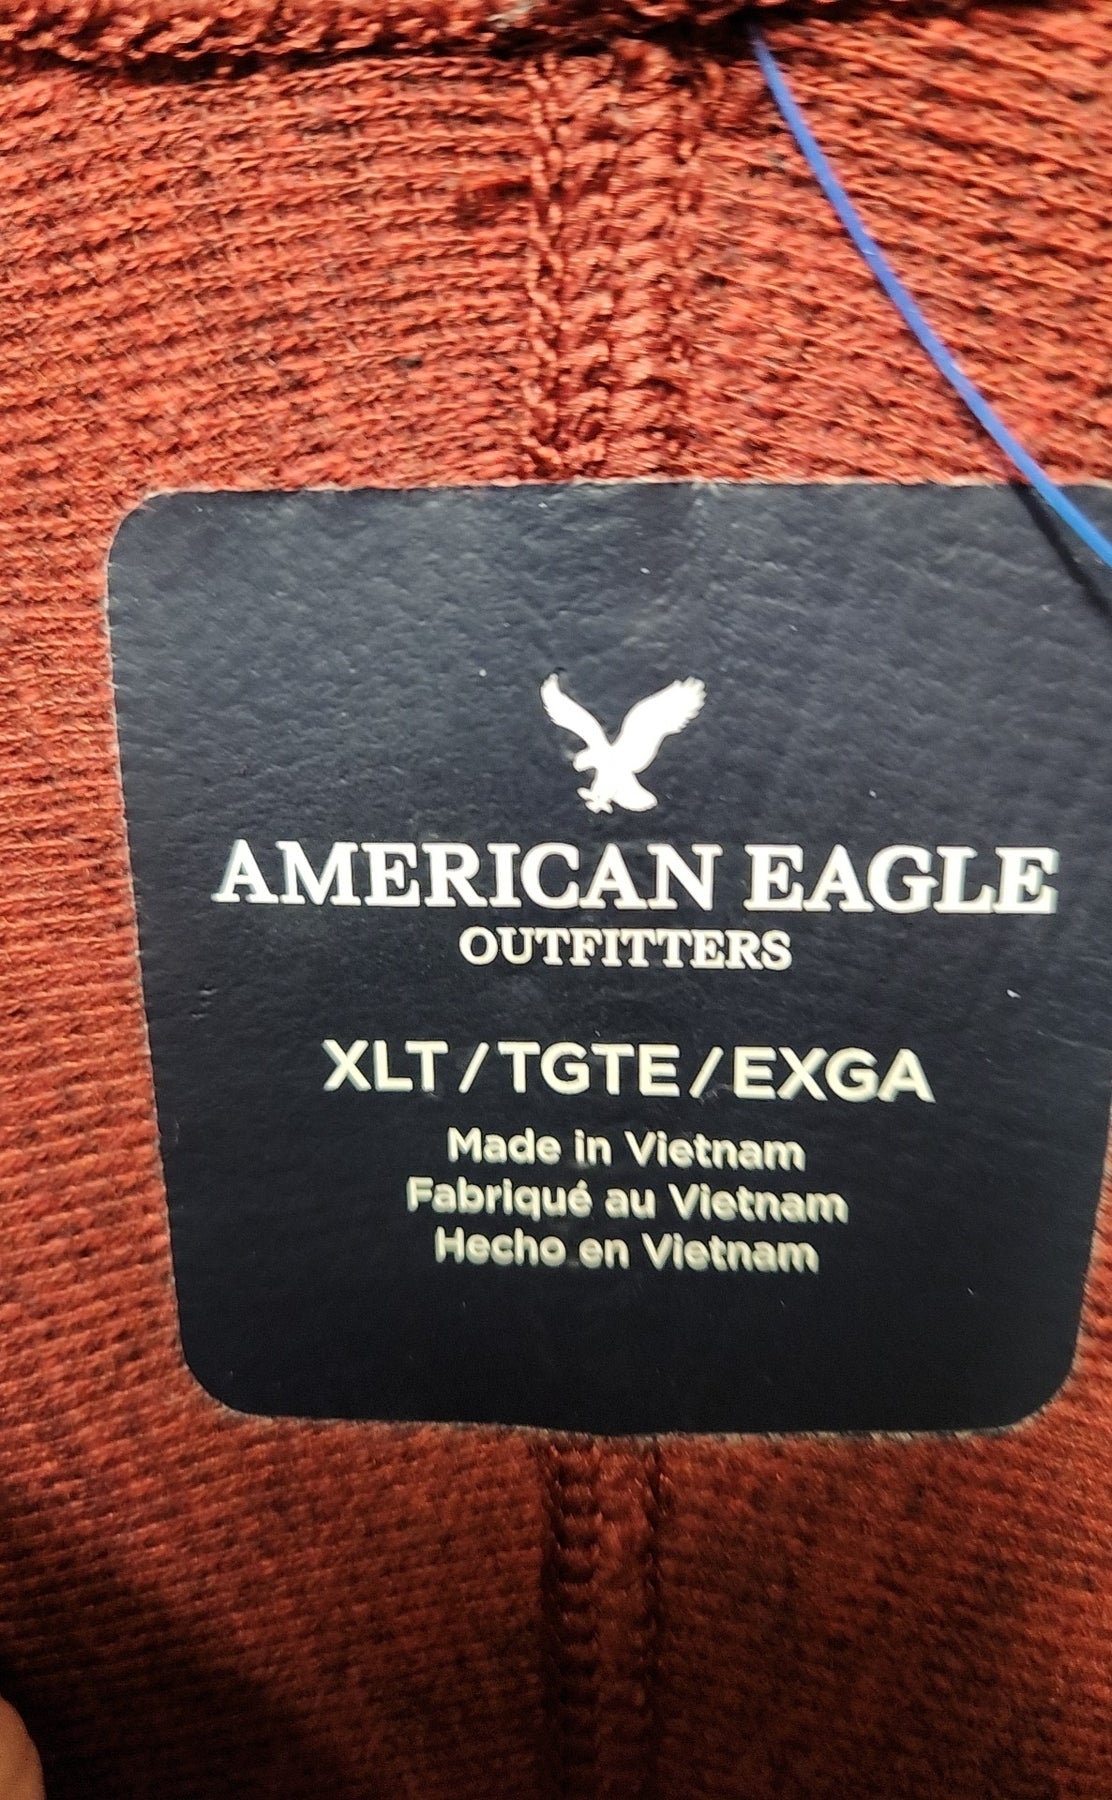 AMERICAN EAGLE
OUTFITTERS
XLT/TGTE/EXGA
Made in Vietnam
Fabriqué au Vietnam
Hecho en Vietnam